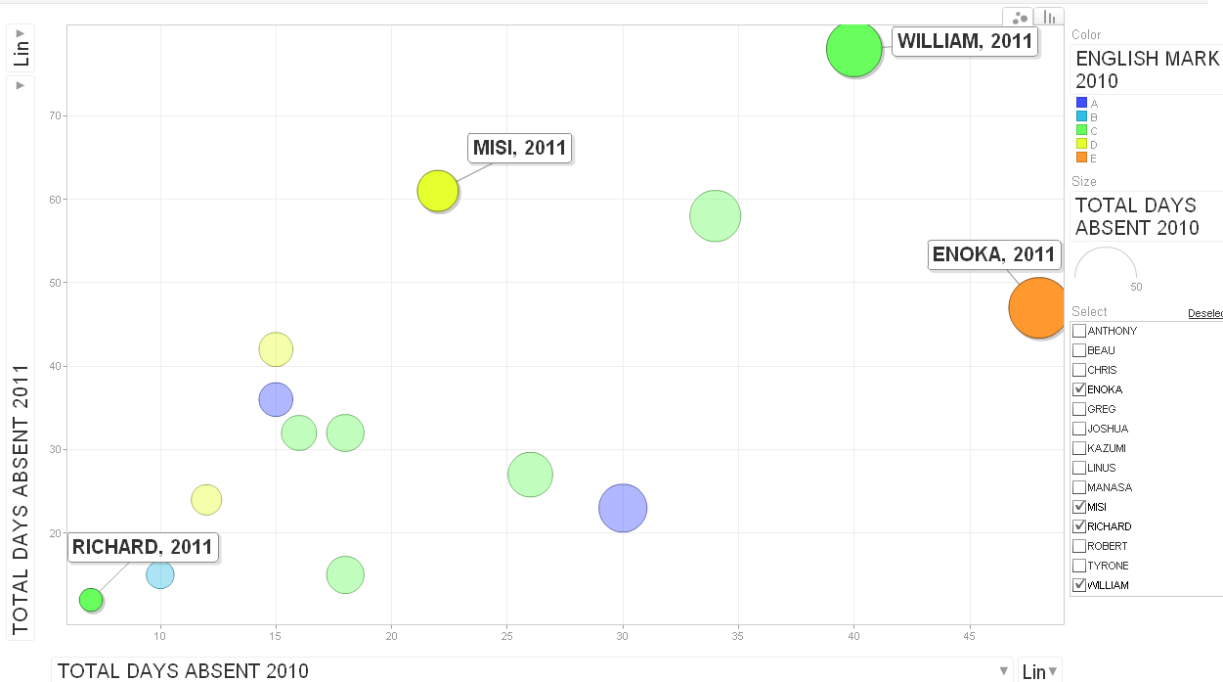 Lin
TOTAL DAYS ABSENT 2011
70
60
50
40
30
20
WILLIAM, 2011
MISI, 2011
ENOKA, 2011
RICHARD, 2011
10
15
20
25
30
35
40
45
TOTAL DAYS ABSENT 2010
Lin
Color
ENGLISH MARK
2010
A
B
C
D
E
Size
TOTAL DAYS
ABSENT 2010
50
Select
Deselec
ANTHONY
BEAU
CHRIS
ENOKA
GREG
JOSHUA
KAZUMI
LINUS
MANASA
MISI
RICHARD
ROBERT
TYRONE
WILLIAM